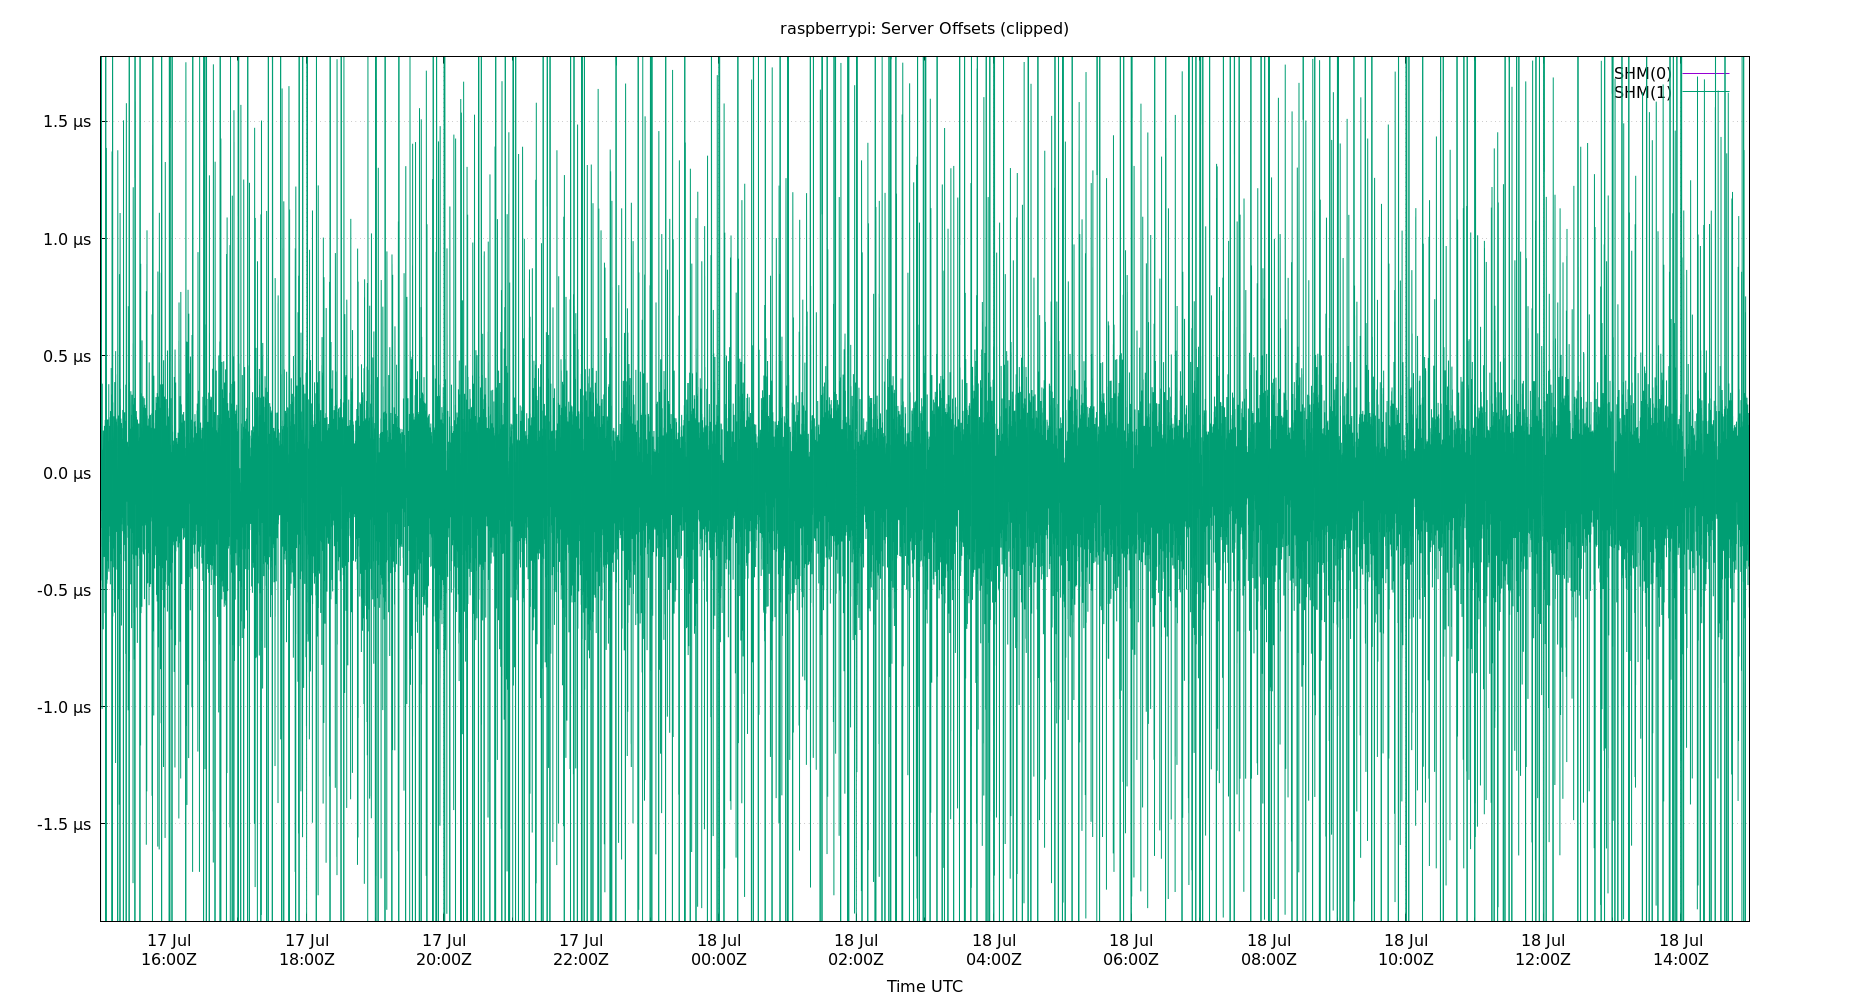 raspberrypi: Server Offsets (clipped)
SHM(0)
SHM(1)
1.5 µs
1.0 µs
0.5 µs
0.0 µs
-0.5 µs
-1.0 µs
-1.5 µs
17 Jul 17 Jul 17 Jul 17 Jul 18 Jul 18 Jul 18 Jul 18 Jul 18 Jul 18 Jul 18 Jul 18 Jul
16:00Z 18:00Z 20:00Z 22:00Z 00:00Z 02:00Z 04:00Z 06:00Z 08:00Z 10:00Z 12:00Z 14:00Z
Time UTC